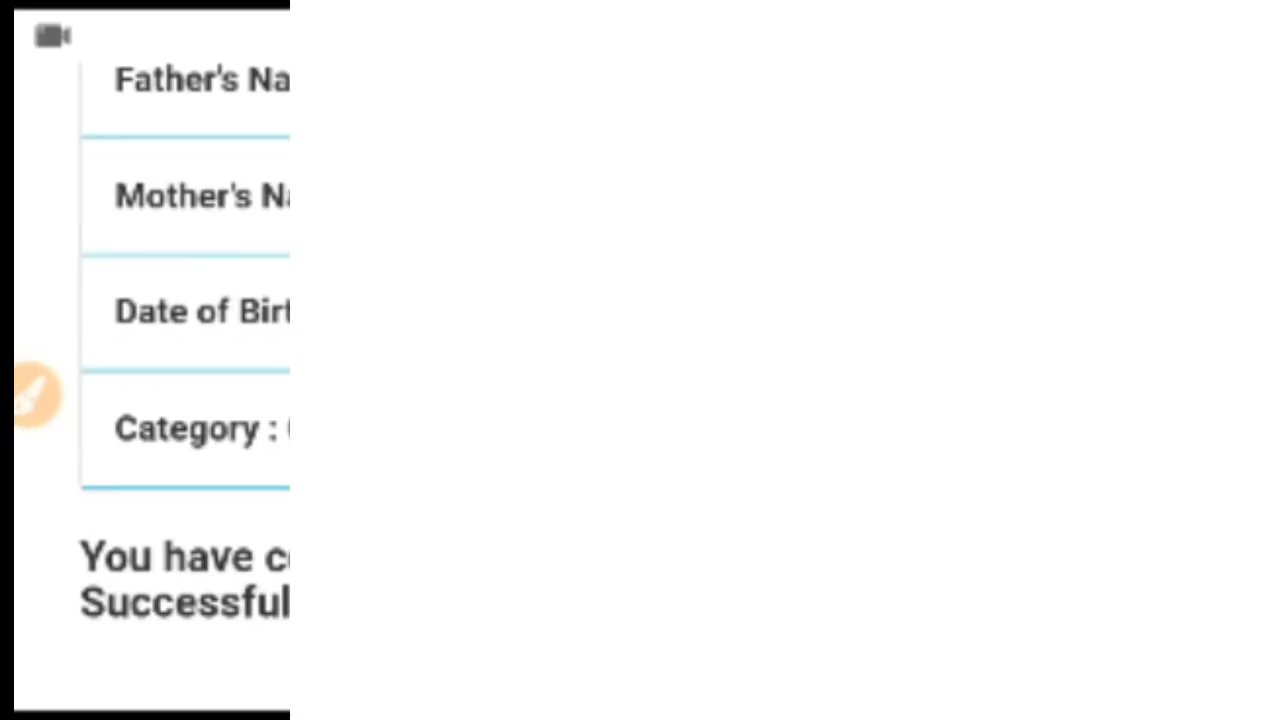 Father's Na
Mother's Na
Date of Birt
Category :
You have c
Successful